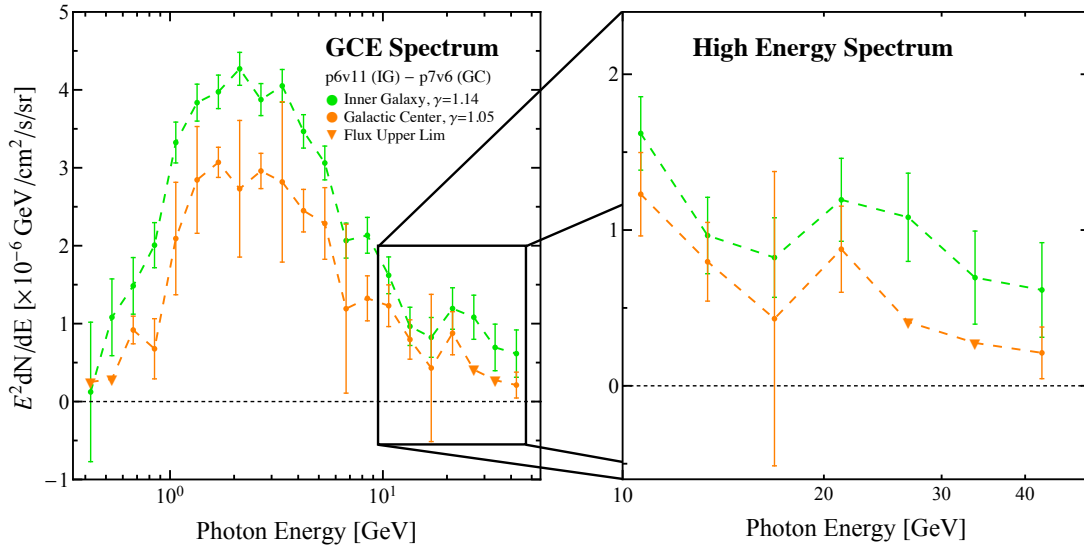 GCE Spectrum
p6v11 (IG) − p7v6 (GC)
Inner Galaxy, γ=1.14
Galactic Center, γ=1.05
Flux Upper Lim
E²dN/dE [×10⁻⁶ GeV/cm²/s/sr]
5
4
3
2
1
0
−1
10⁰
10¹
Photon Energy [GeV]
High Energy Spectrum
2
1
0
10
20
30
40
Photon Energy [GeV]